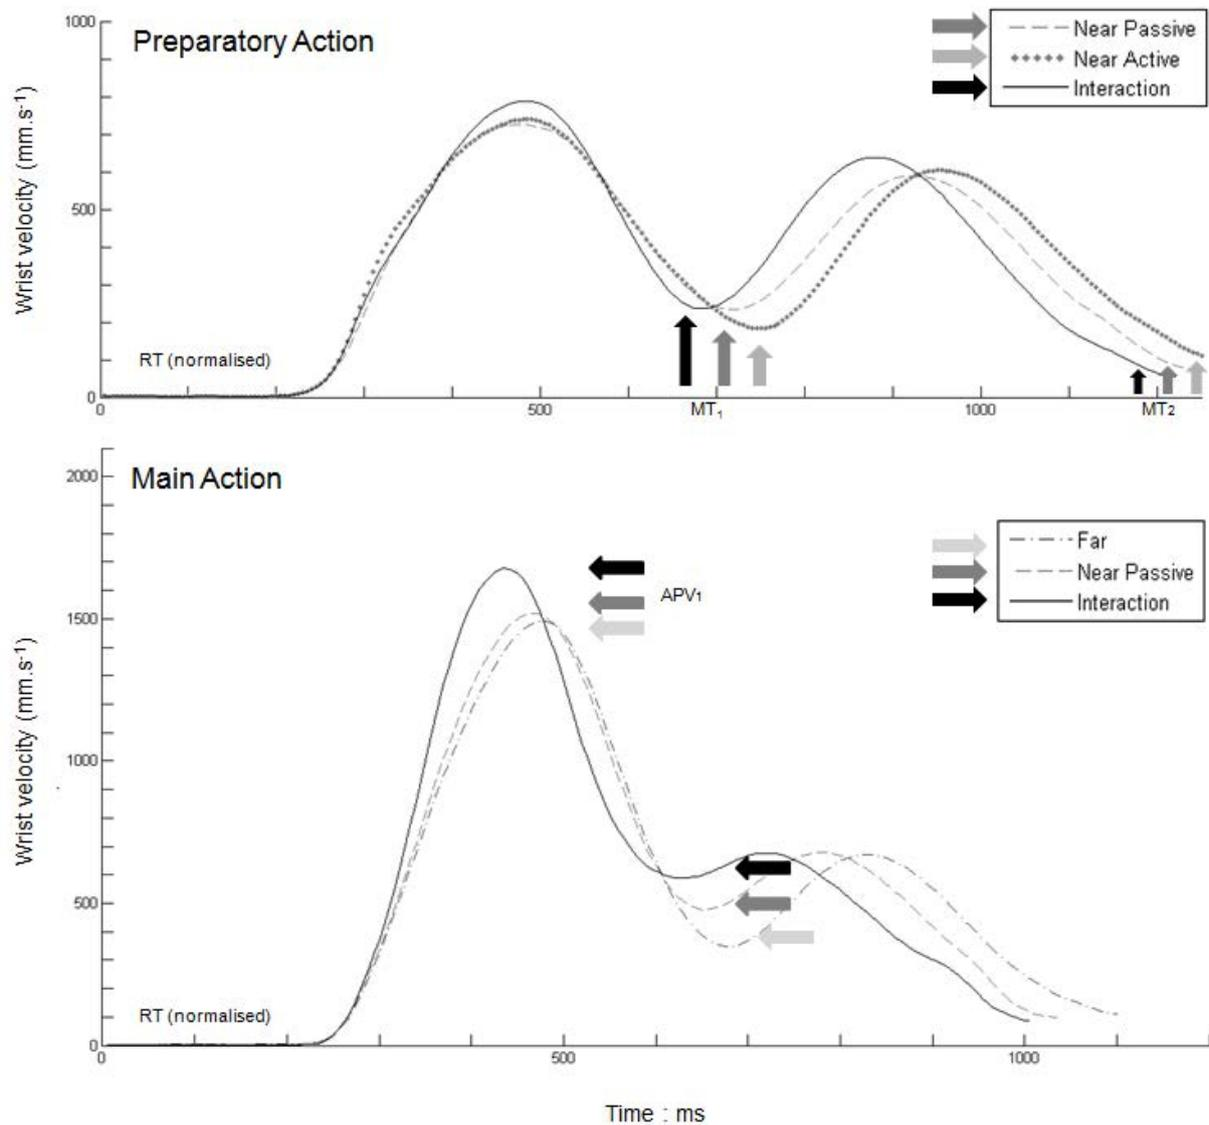 Preparatory Action
Wrist velocity (mm.s-1)
1000
500
0
RT (normalised)
Near Passive
Near Active
Interaction
0
500
MT1
1000
MT2
Main Action
Wrist velocity (mm.s-1)
2000
1500
1000
500
0
RT (normalised)
APV1
Far
Near Passive
Interaction
0
500
1000
Time : ms